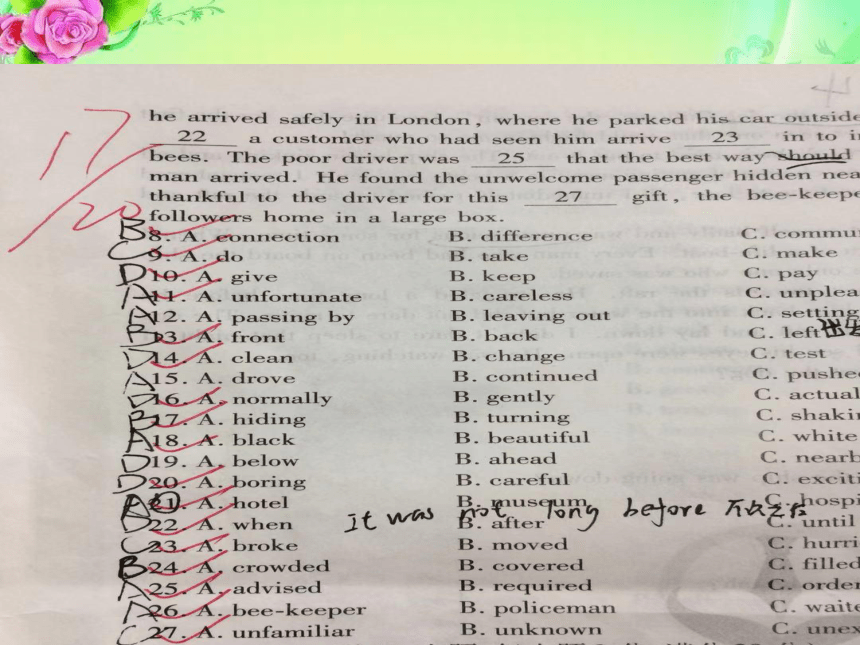 17/20
he arrived safely in London, where he parked his car outside
22 a customer who had seen him arrive 23 in to
bees. The poor driver was 25 that the best way should
man arrived. He found the unwelcome passenger hidden
thankful to the driver for this 27 gift, the bee-keepe
followers home in a large box.
B 8. A. connection B. difference C. commu
C 9. A. do B. take C. make
D 10. A. give B. keep C. pay
A 11. A. unfortunate B. careless C. unplea
A 12. A. passing by B. leaving out C. setting
B 13. A. front B. back C. left
D 14. A. clean B. change C. test
A 15. A. drove B. continued C. pushe
D 16. A. normally B. gently C. actual
B 17. A. hiding B. turning C. shakin
A 18. A. black B. beautiful C. white
D 19. A. below B. ahead C. nearb
D 20. A. boring B. careful C. exciti
A 21. A. hotel B. museum C. hospi
It was not long before 不久之后
B 22. A. when B. after C. until
C 23. A. broke B. moved C. hurri
B 24. A. crowded B. covered C. filled
A 25. A. advised B. required C. order
A 26. A. bee-keeper B. policeman C. waite
C 27. A. unfamiliar B. unknown C. unex